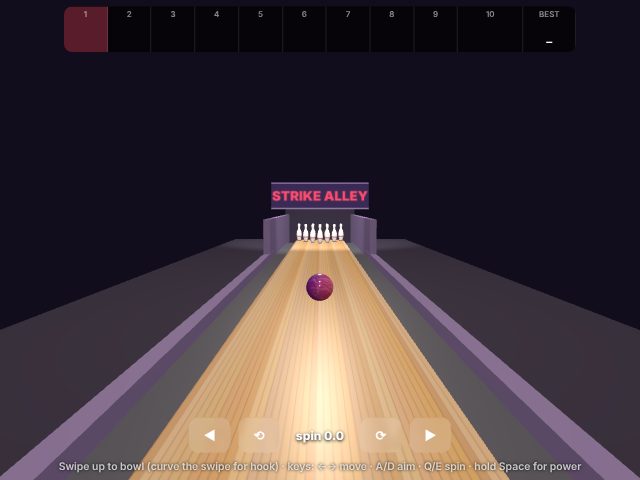 1 2 3 4 5 6 7 8 9 10 BEST
–
STRIKE ALLEY
◀ ⟲ spin 0.0 ⟳ ▶
Swipe up to bowl (curve the swipe for hook) · keys: ← → move · A/D aim · Q/E spin · hold Space for power